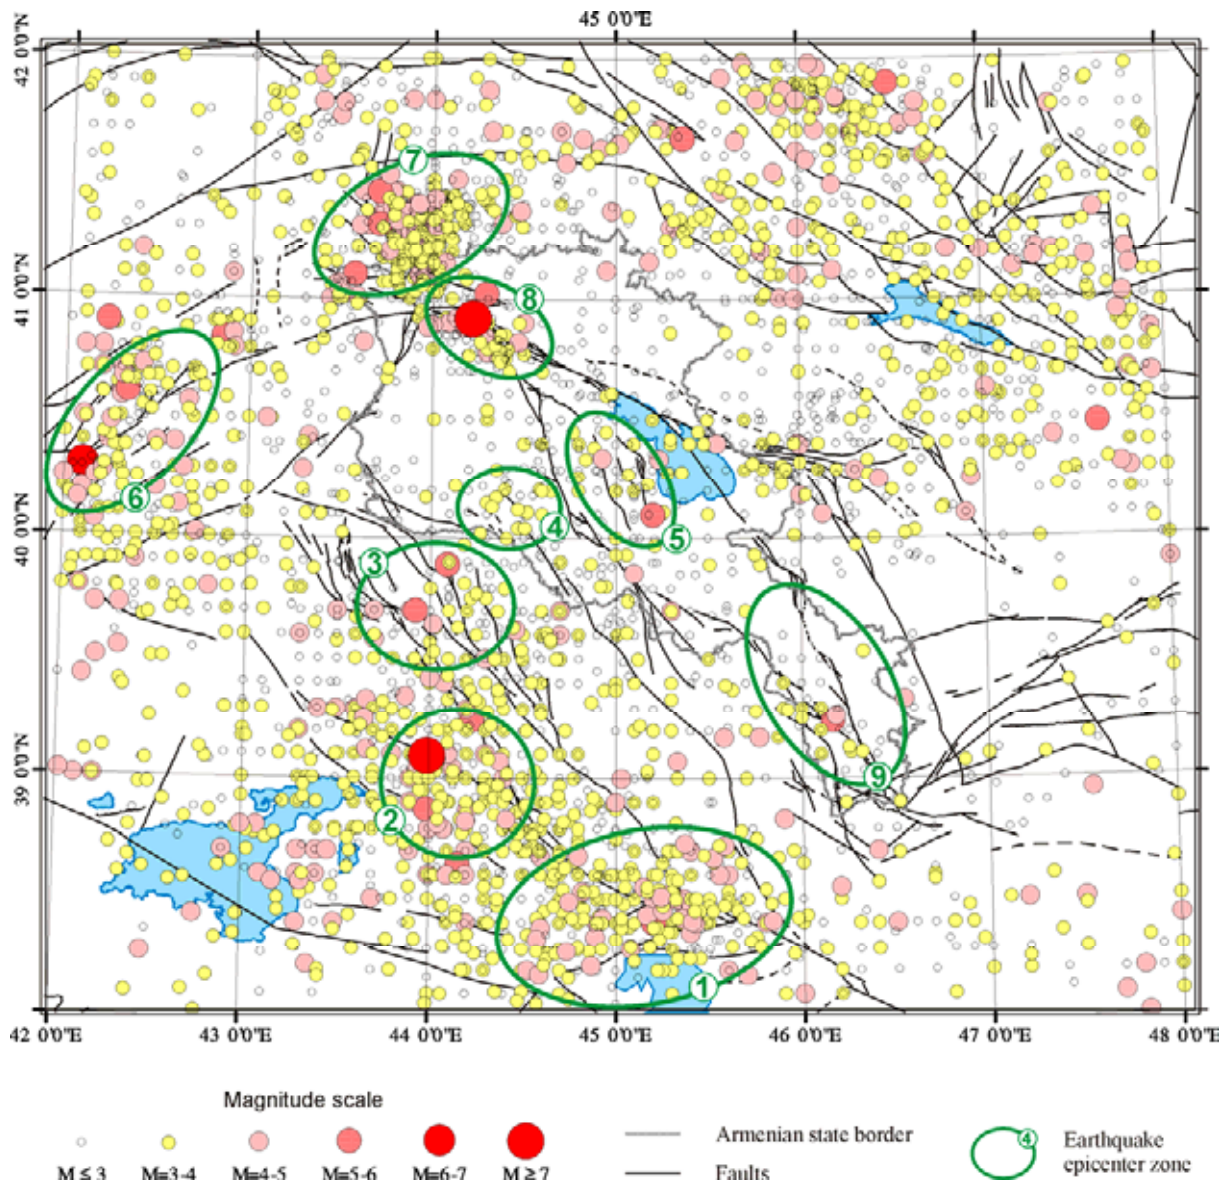 45 0'0"E
42 0'0"N
41 0'0"N
40 0'0"N
39 0'0"N
7
8
6
5
4
3
9
2
1
42 0'0"E 43 0'0"E 44 0'0"E 45 0'0"E 46 0'0"E 47 0'0"E 48 0'0"E
Magnitude scale
M ≤ 3 M=3-4 M=4-5 M=5-6 M=6-7 M ≥ 7
Armenian state border
Faults
4
Earthquake
epicenter zone